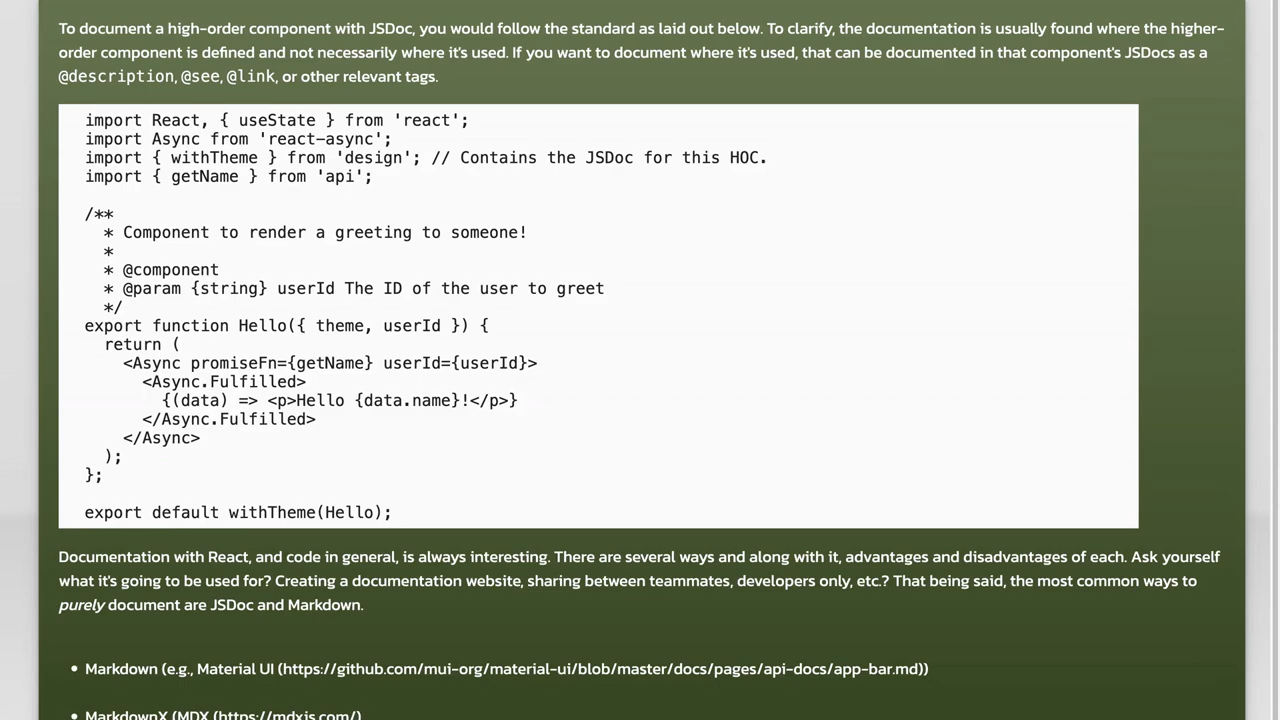 To document a high-order component with JSDoc, you would follow the standard as laid out below. To clarify, the documentation is usually found where the higher-
order component is defined and not necessarily where it's used. If you want to document where it's used, that can be documented in that component's JSDocs as a
@description, @see, @link, or other relevant tags.
import React, { useState } from 'react';
import Async from 'react-async';
import { withTheme } from 'design'; // Contains the JSDoc for this HOC.
import { getName } from 'api';
/**
* Component to render a greeting to someone!
*
* @component
* @param {string} userId The ID of the user to greet
*/
export function Hello({ theme, userId }) {
return (
<Async promiseFn={getName} userId={userId}>
<Async.Fulfilled>
{(data) => <p>Hello {data.name}!</p>}
</Async.Fulfilled>
</Async>
);
};
export default withTheme(Hello);
Documentation with React, and code in general, is always interesting. There are several ways and along with it, advantages and disadvantages of each. Ask yourself
what it's going to be used for? Creating a documentation website, sharing between teammates, developers only, etc.? That being said, the most common ways to
purely document are JSDoc and Markdown.
• Markdown (e.g., Material UI (https://github.com/mui-org/material-ui/blob/master/docs/pages/api-docs/app-bar.md))
• MarkdownX (MDX (https://mdxjs.com/)